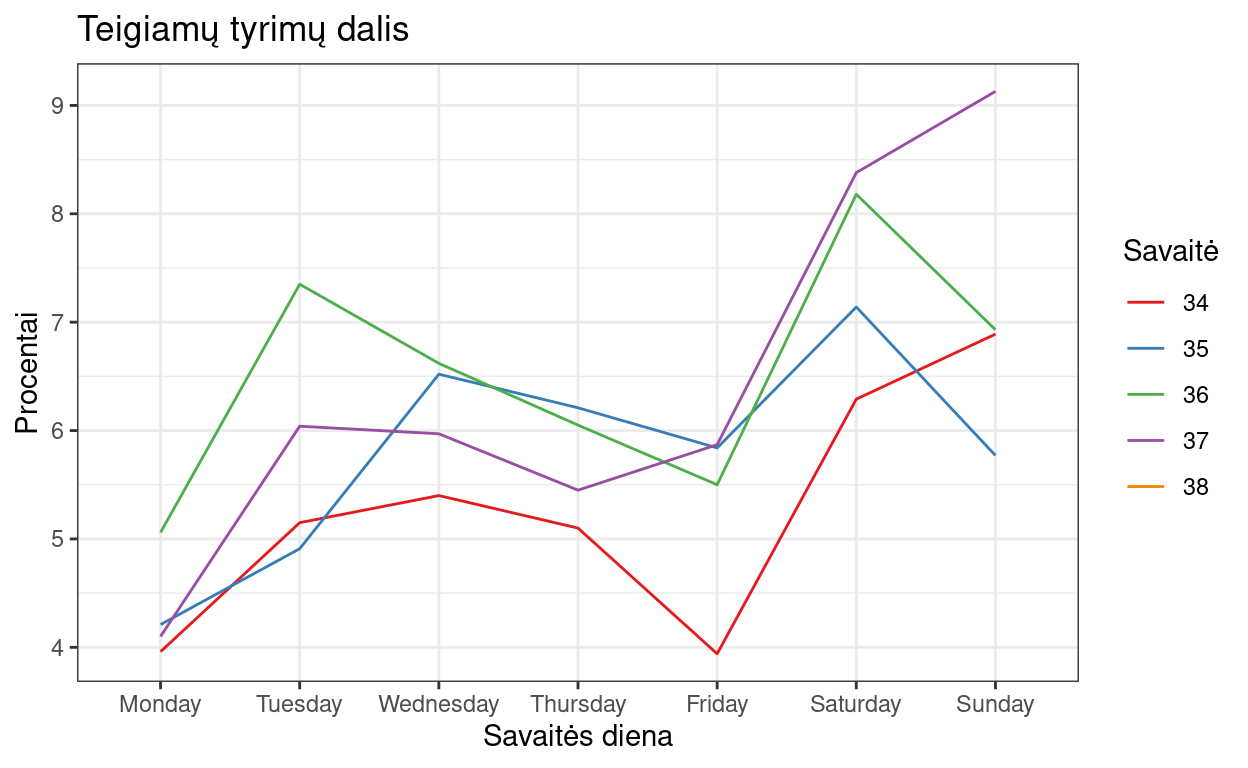 Teigiamų tyrimų dalis
Procentai
9
8
7
6
5
4
Monday Tuesday Wednesday Thursday Friday Saturday Sunday
Savaitės diena
Savaitė
34
35
36
37
38